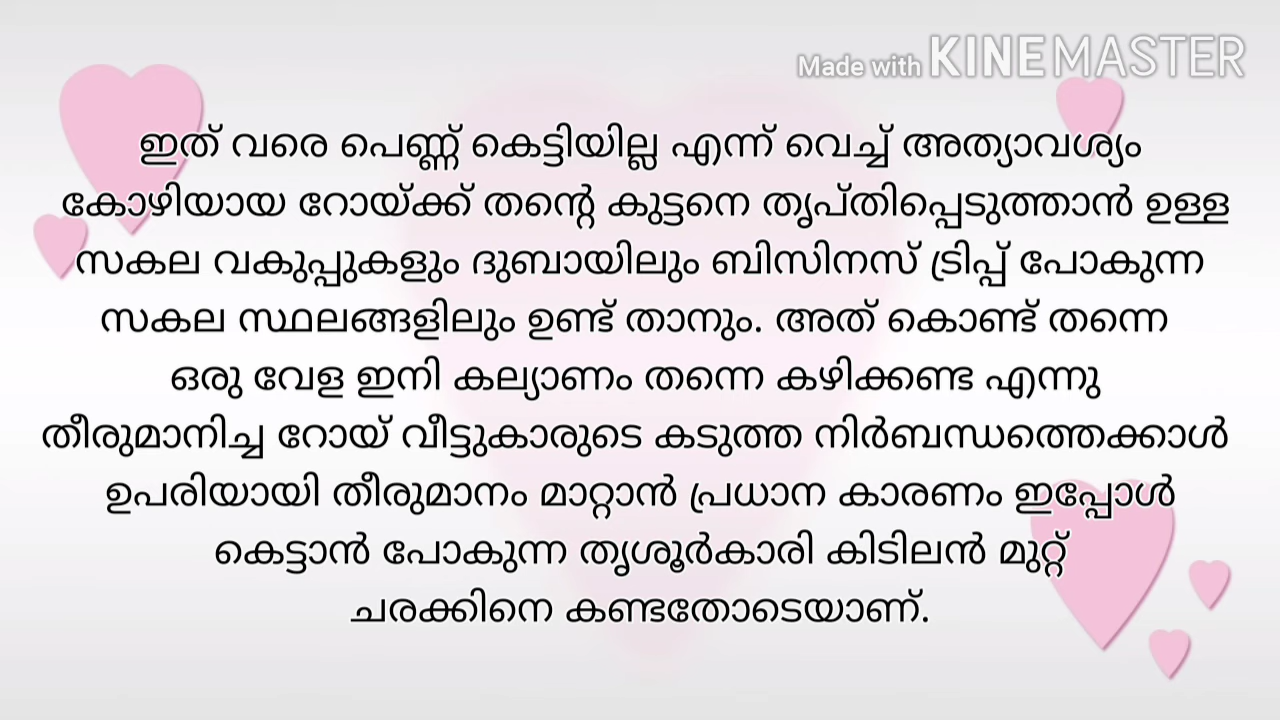 Made with KINEMASTER
ഇത് വരെ പെണ്ണ് കെട്ടിയില്ല എന്ന് വെച്ച് അത്യാവശ്യം
കോഴിയായ റോയ്ക്ക് തന്റെ കുട്ടനെ തൃപ്തിപ്പെടുത്താൻ ഉള്ള
സകല വകുപ്പുകളും ദുബായിലും ബിസിനസ് ട്രിപ്പ് പോകുന്ന
സകല സ്ഥലങ്ങളിലും ഉണ്ട് താനും. അത് കൊണ്ട് തന്നെ
ഒരു വേള ഇനി കല്യാണം തന്നെ കഴിക്കണ്ട എന്നു
തീരുമാനിച്ച റോയ് വീട്ടുകാരുടെ കടുത്ത നിർബന്ധത്തെക്കാൾ
ഉപരിയായി തീരുമാനം മാറ്റാൻ പ്രധാന കാരണം ഇപ്പോൾ
കെട്ടാൻ പോകുന്ന തൃശൂർകാരി കിടിലൻ മുറ്റ്
ചരക്കിനെ കണ്ടതോടെയാണ്.